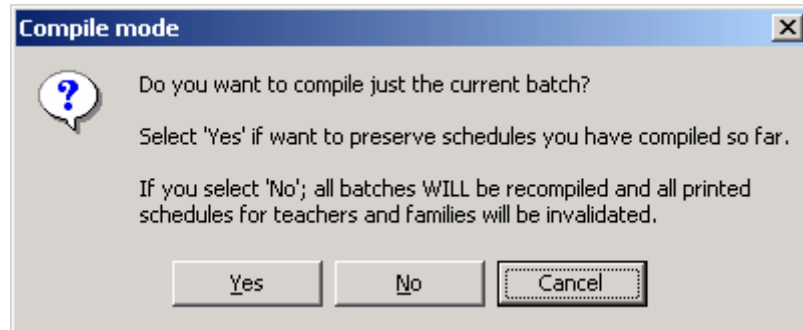 Compile mode
Do you want to compile just the current batch?
Select 'Yes' if want to preserve schedules you have compiled so far.
If you select 'No'; all batches WILL be recompiled and all printed
schedules for teachers and families will be invalidated.
Yes No Cancel